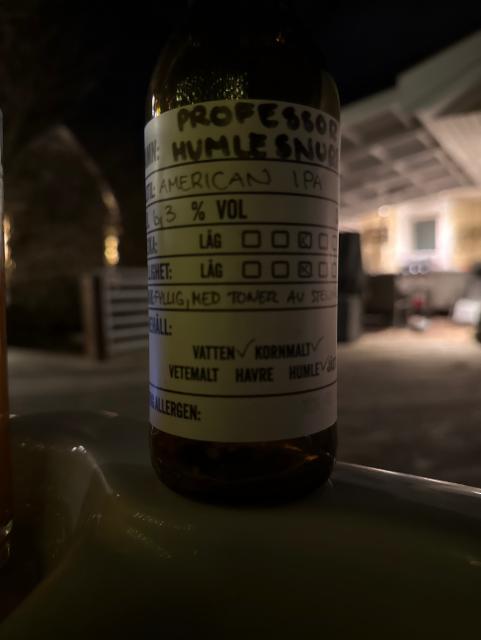 PROFESSOR
HUMLESNU
AMERICAN IPA
6,3 % VOL
LÅG
LÅG
FYLLIG, MED TONER AV
VATTEN✓ KORNMALT✓
VETEMALT HAVRE HUMLE✓
ALLERGEN: